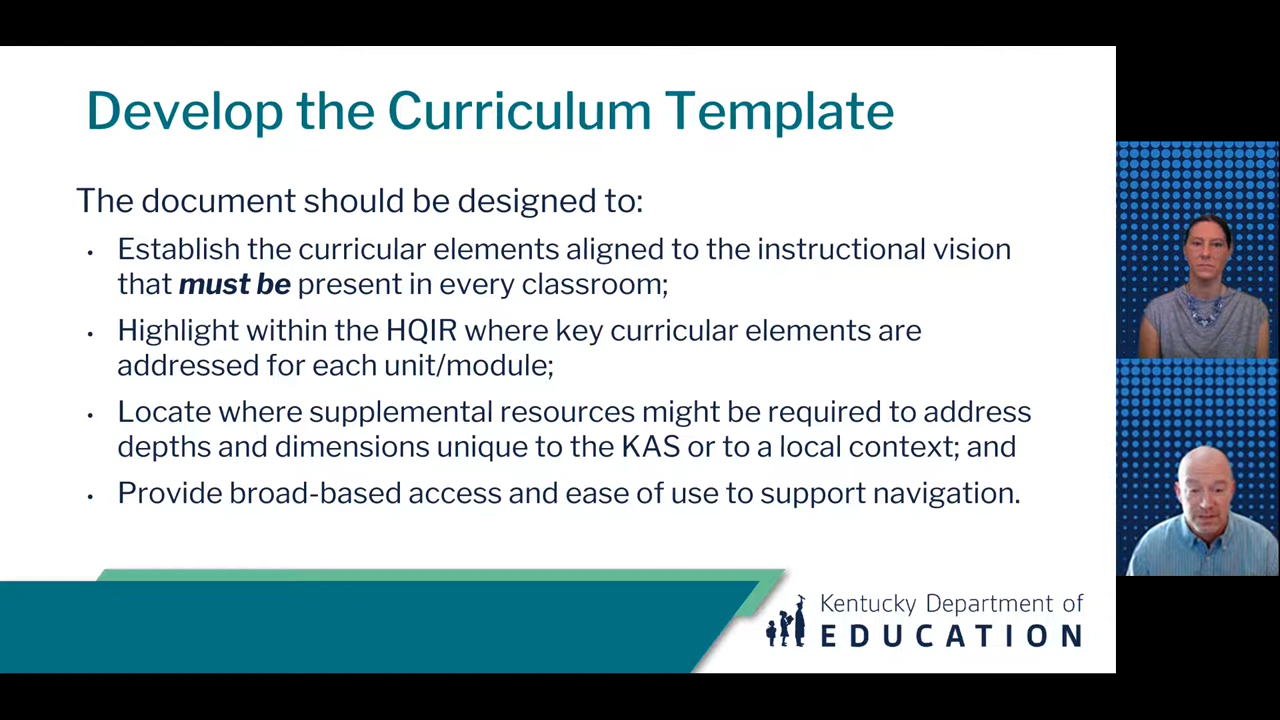 Develop the Curriculum Template
The document should be designed to:
• Establish the curricular elements aligned to the instructional vision
that must be present in every classroom;
• Highlight within the HQIR where key curricular elements are
addressed for each unit/module;
• Locate where supplemental resources might be required to address
depths and dimensions unique to the KAS or to a local context; and
• Provide broad-based access and ease of use to support navigation.
Kentucky Department of
EDUCATION